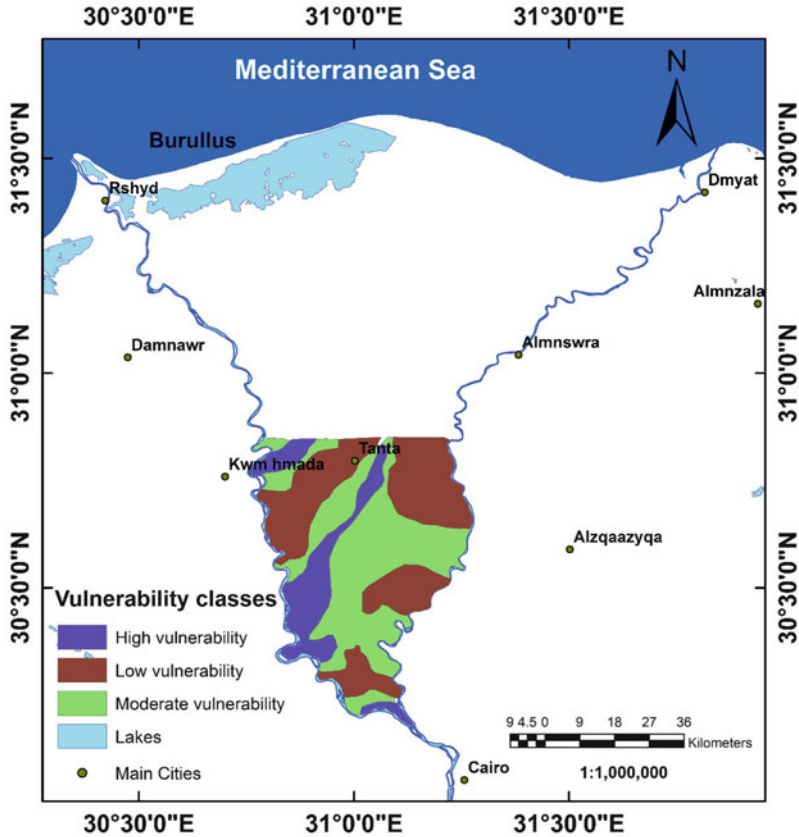 30°30'0"E 31°0'0"E 31°30'0"E
Mediterranean Sea
N
Burullus
31°30'0"N
31°30'0"N
Rshyd
Dmyat
Almnzala
Damnawr
Almnswra
31°0'0"N
31°0'0"N
Tanta
Kwm hmada
Alzqaazyqa
30°30'0"N
30°30'0"N
Vulnerability classes
High vulnerability
Low vulnerability
Moderate vulnerability
Lakes
Main Cities
9 4.5 0 9 18 27 36
Kilometers
1:1,000,000
Cairo
30°30'0"E 31°0'0"E 31°30'0"E